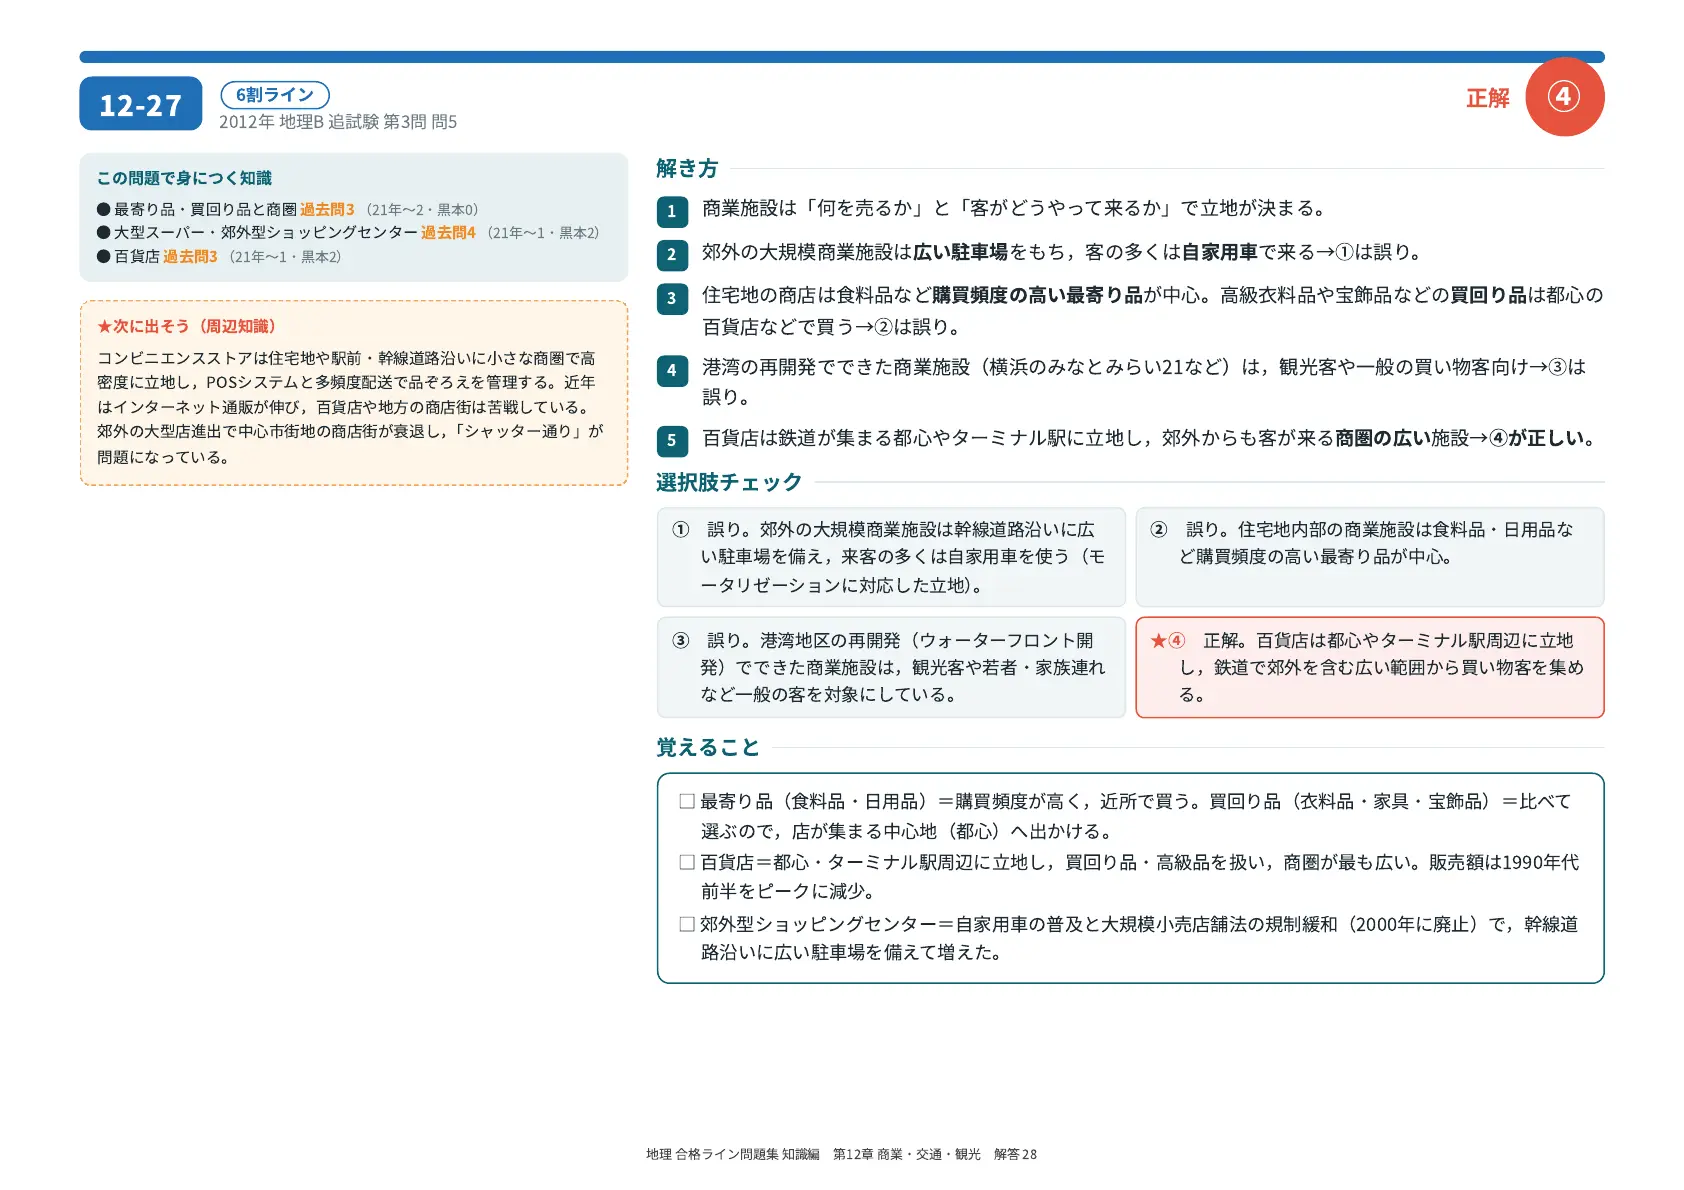 12-27
6割ライン
2012年 地理B 追試験 第3問 問5
正解 ④
この問題で身につく知識
● 最寄り品・買回り品と商圏 過去問3（21年〜2・黒本0）
● 大型スーパー・郊外型ショッピングセンター 過去問4（21年〜1・黒本2）
● 百貨店 過去問3（21年〜1・黒本2）
★次に出そう（周辺知識）
コンビニエンスストアは住宅地や駅前・幹線道路沿いに小さな商圏で高
密度に立地し，POSシステムと多頻度配送で品ぞろえを管理する。近年
はインターネット通販が伸び，百貨店や地方の商店街は苦戦している。
郊外の大型店進出で中心市街地の商店街が衰退し，「シャッター通り」が
問題になっている。
解き方
1 商業施設は「何を売るか」と「客がどうやって来るか」で立地が決まる。
2 郊外の大規模商業施設は広い駐車場をもち，客の多くは自家用車で来る→①は誤り。
3 住宅地の商店は食料品など購買頻度の高い最寄り品が中心。高級衣料品や宝飾品などの買回り品は都心の
百貨店などで買う→②は誤り。
4 港湾の再開発でできた商業施設（横浜のみなとみらい21など）は，観光客や一般の買い物客向け→③は
誤り。
5 百貨店は鉄道が集まる都心やターミナル駅に立地し，郊外からも客が来る商圏の広い施設→④が正しい。
選択肢チェック
① 誤り。郊外の大規模商業施設は幹線道路沿いに広
い駐車場を備え，来客の多くは自家用車を使う（モ
ータリゼーションに対応した立地）。
② 誤り。住宅地内部の商業施設は食料品・日用品な
ど購買頻度の高い最寄り品が中心。
③ 誤り。港湾地区の再開発（ウォーターフロント開
発）でできた商業施設は，観光客や若者・家族連れ
など一般の客を対象にしている。
★④ 正解。百貨店は都心やターミナル駅周辺に立地
し，鉄道で郊外を含む広い範囲から買い物客を集め
る。
覚えること
□ 最寄り品（食料品・日用品）＝購買頻度が高く，近所で買う。買回り品（衣料品・家具・宝飾品）＝比べて
選ぶので，店が集まる中心地（都心）へ出かける。
□ 百貨店＝都心・ターミナル駅周辺に立地し，買回り品・高級品を扱い，商圏が最も広い。販売額は1990年代
前半をピークに減少。
□ 郊外型ショッピングセンター＝自家用車の普及と大規模小売店舗法の規制緩和（2000年に廃止）で，幹線道
路沿いに広い駐車場を備えて増えた。
地理 合格ライン問題集 知識編 第12章 商業・交通・観光 解答28